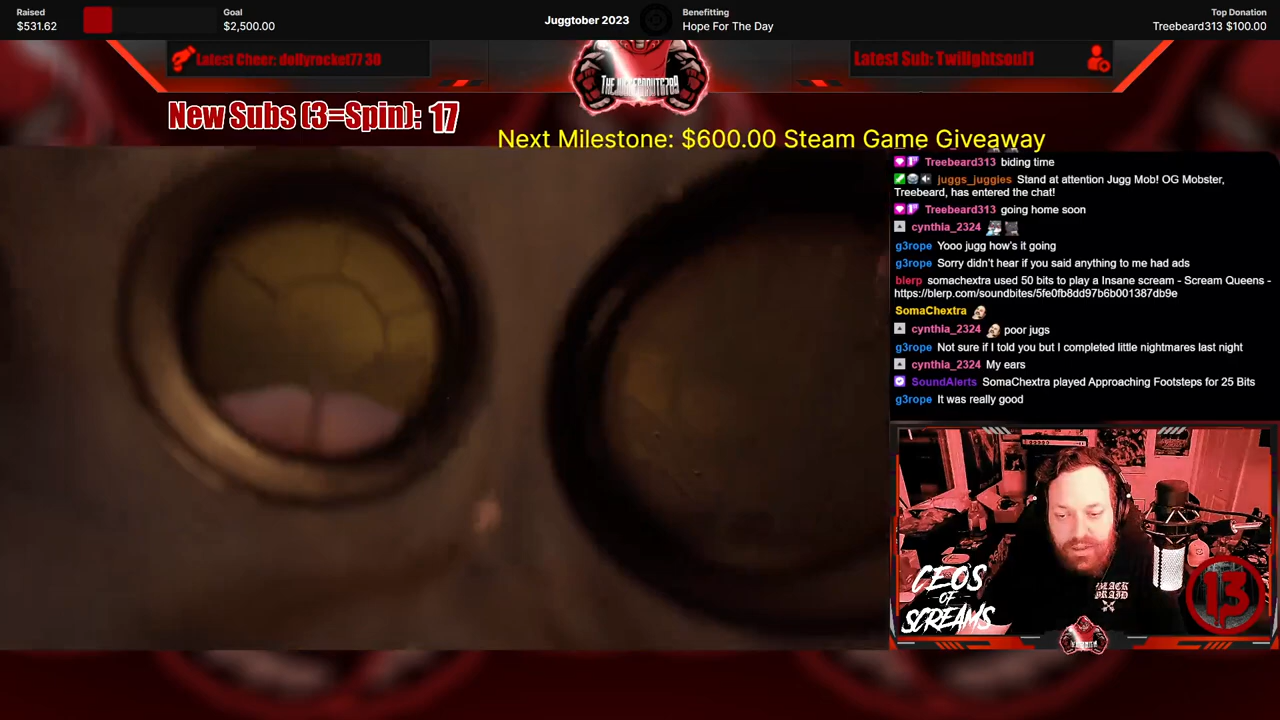 Raised
$531.62
Goal
$2,500.00
Juggtober 2023
Benefitting
Hope For The Day
Top Donation
Treebeard313 $100.00
Latest Cheer: dollyrocket77 30
THEJUGGERNAUT6789
Latest Sub: Twilightsoul1
New Subs (3=Spin): 17
Next Milestone: $600.00 Steam Game Giveaway
Treebeard313 biding time
juggs_juggies Stand at attention Jugg Mob! OG Mobster,
Treebeard, has entered the chat!
Treebeard313 going home soon
cynthia_2324
g3rope Yooo jugg how's it going
g3rope Sorry didn't hear if you said anything to me had ads
blerp somachextra used 50 bits to play a Insane scream - Scream Queens -
https://blerp.com/soundbites/5fe0fb8dd97b6b001387db9e
SomaChextra
cynthia_2324 poor jugs
g3rope Not sure if I told you but I completed little nightmares last night
cynthia_2324 My ears
SoundAlerts SomaChextra played Approaching Footsteps for 25 Bits
g3rope It was really good
CEOS
OF
SCREAMS
BLACK
BRAID
13